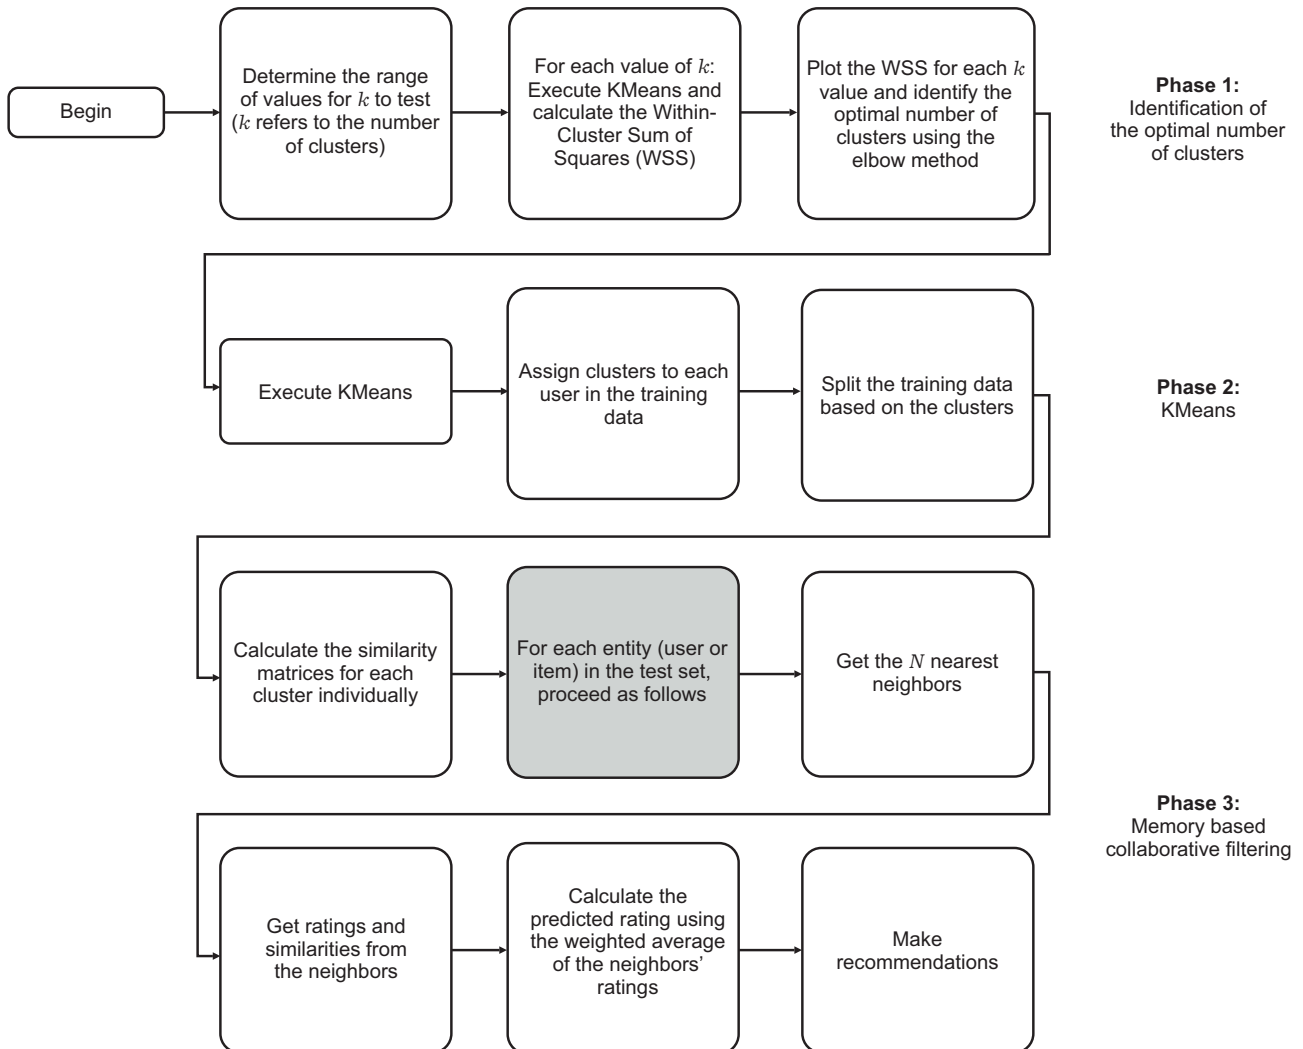 Begin
Determine the range
of values for k to test
(k refers to the number
of clusters)
For each value of k:
Execute KMeans and
calculate the Within-
Cluster Sum of
Squares (WSS)
Plot the WSS for each k
value and identify the
optimal number of
clusters using the
elbow method
Phase 1:
Identification of
the optimal number
of clusters
Execute KMeans
Assign clusters to each
user in the training
data
Split the training data
based on the clusters
Phase 2:
KMeans
Calculate the similarity
matrices for each
cluster individually
For each entity (user or
item) in the test set,
proceed as follows
Get the N nearest
neighbors
Phase 3:
Memory based
collaborative filtering
Get ratings and
similarities from
the neighbors
Calculate the
predicted rating using
the weighted average
of the neighbors’
ratings
Make
recommendations